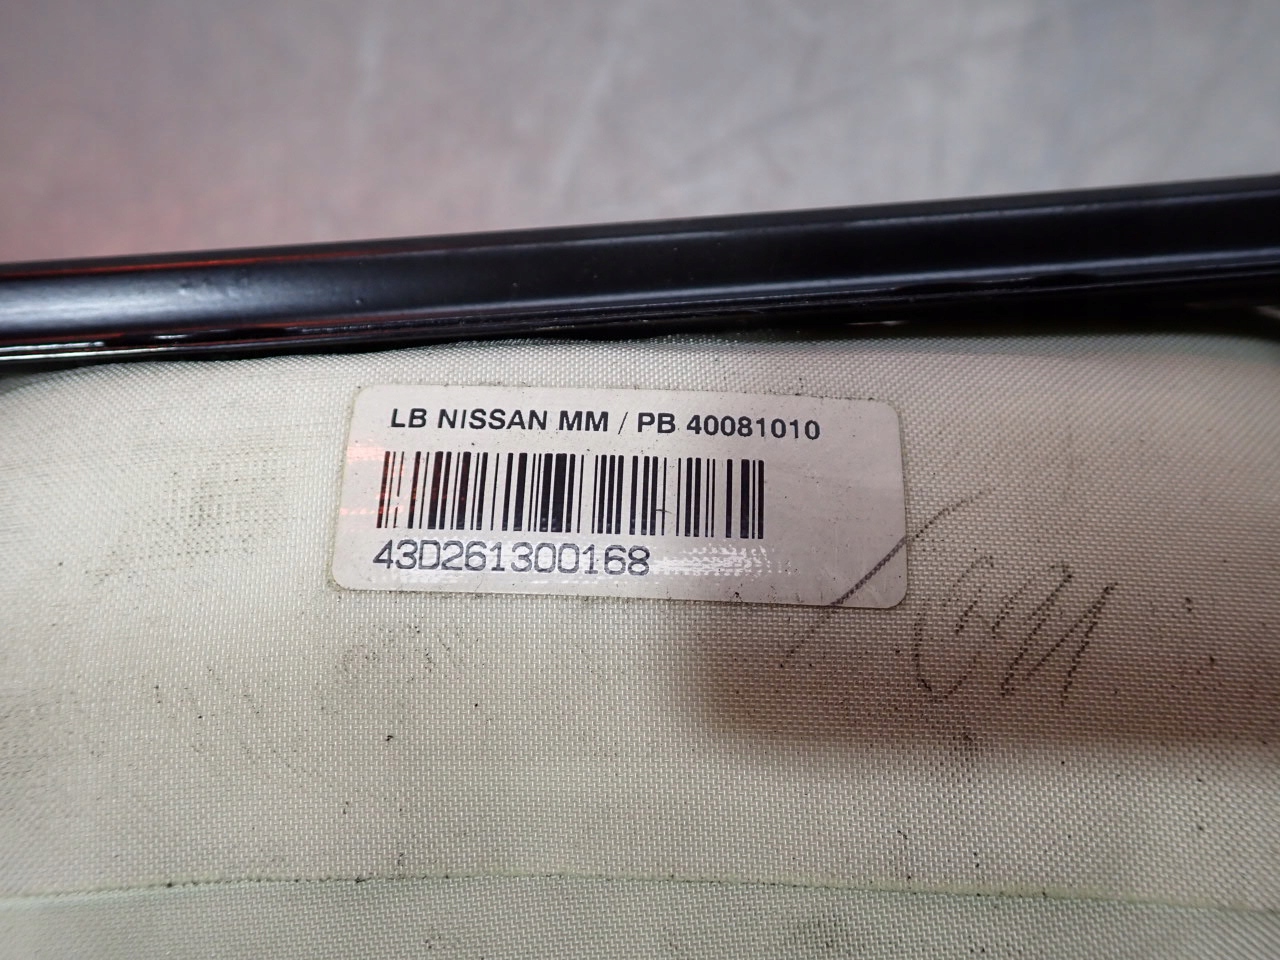 LB NISSAN MM / PB 40081010
43D261300168